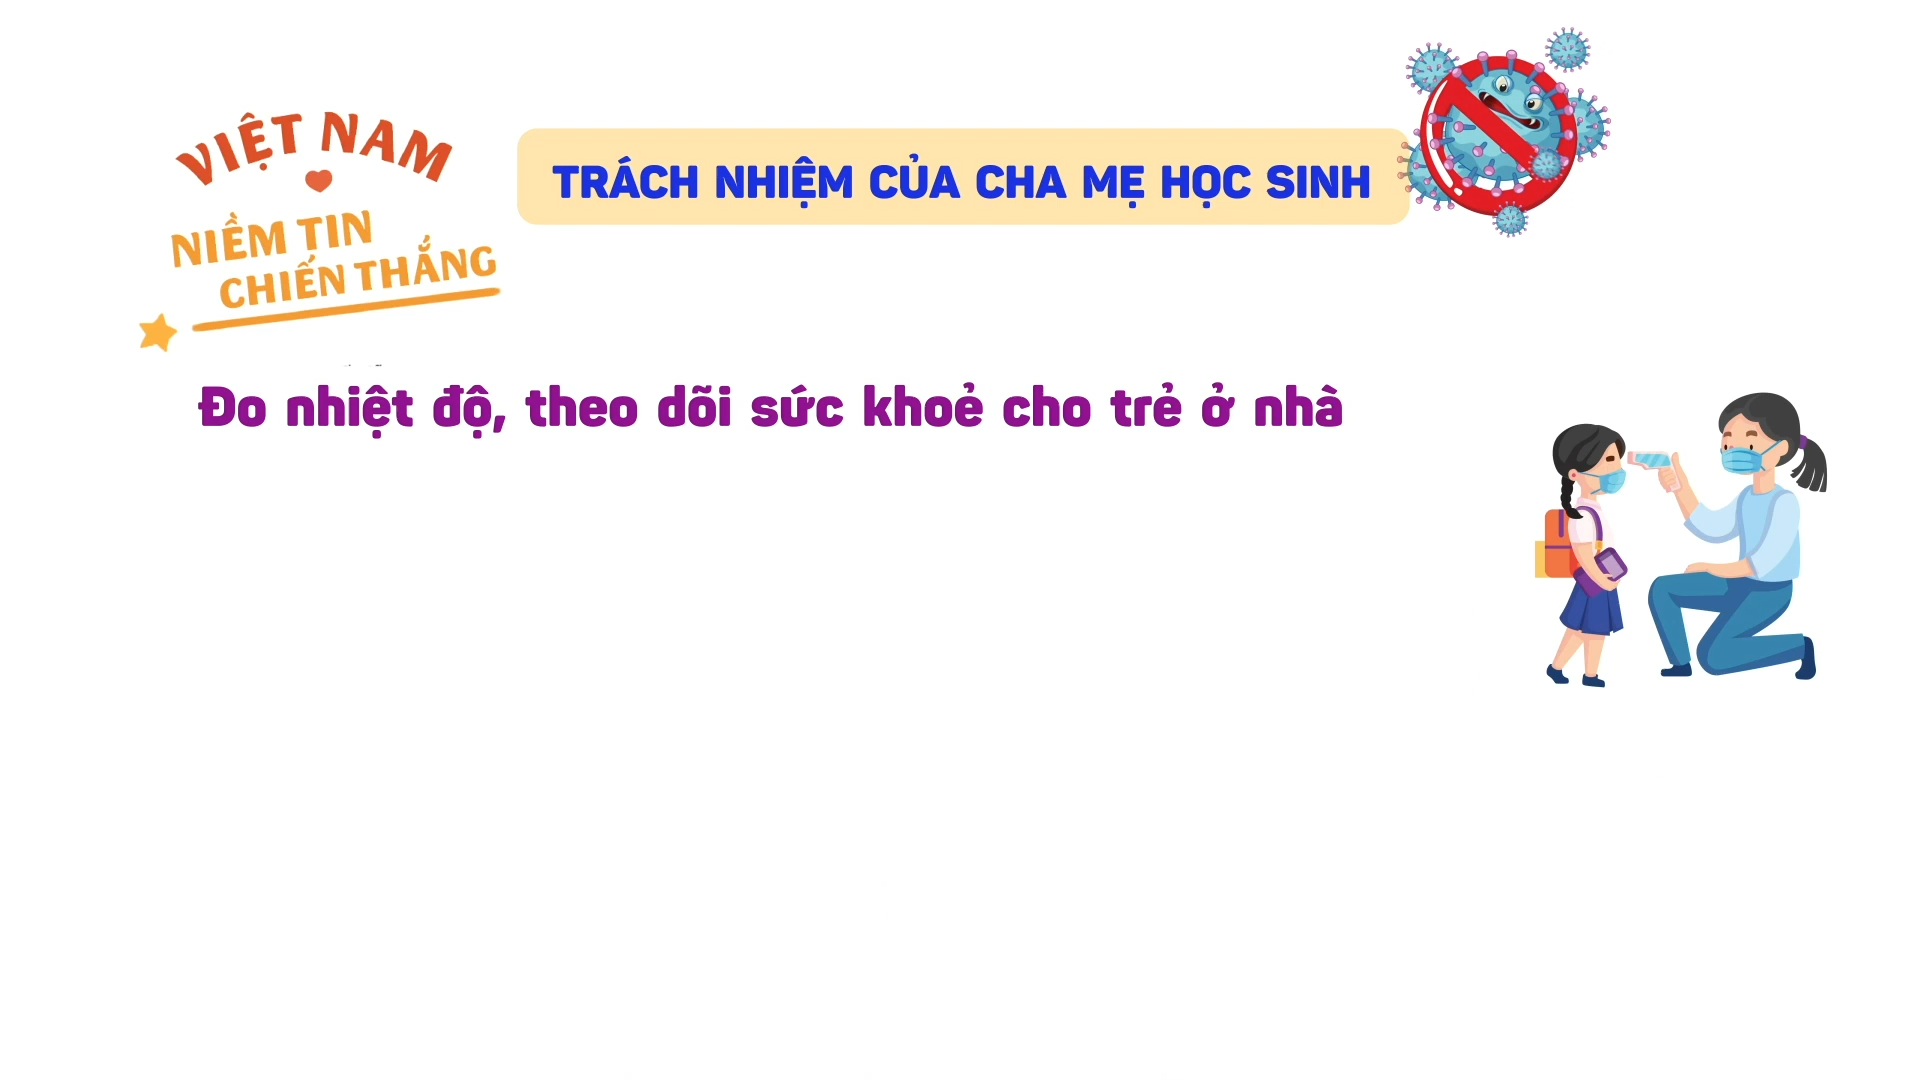 VIỆT NAM
NIỀM TIN
CHIẾN THẮNG
TRÁCH NHIỆM CỦA CHA MẸ HỌC SINH
Đo nhiệt độ, theo dõi sức khoẻ cho trẻ ở nhà